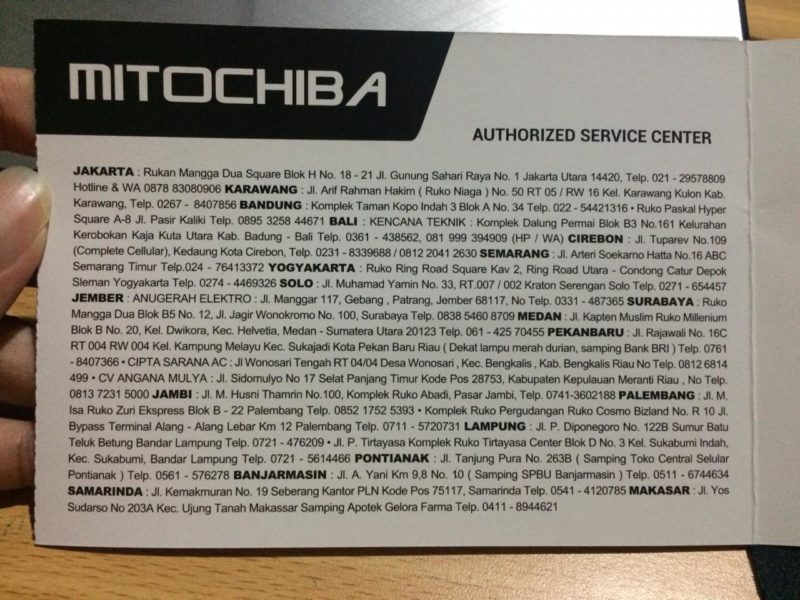 MITOCHIBA
AUTHORIZED SERVICE CENTER
JAKARTA : Rukan Mangga Dua Square Blok H No. 18 - 21 Jl. Gunung Sahari Raya No. 1 Jakarta Utara 14420, Telp. 021 - 29578809
Hotline & WA 0878 83080906 KARAWANG : Jl. Arif Rahman Hakim ( Ruko Niaga ) No. 50 RT 05 / RW 16 Kel. Karawang Kulon Kab.
Karawang, Telp. 0267 - 8407856 BANDUNG : Komplek Taman Kopo Indah 3 Blok A No. 34 Telp. 022 - 54421316 • Ruko Paskal Hyper
Square A-8 Jl. Pasir Kaliki Telp. 0895 3258 44671 BALI : KENCANA TEKNIK : Komplek Dalung Permai Blok B3 No.161 Kelurahan
Kerobokan Kaja Kuta Utara Kab. Badung - Bali Telp. 0361 - 438562, 081 999 394909 (HP / WA) CIREBON : Jl. Tuparev No.109
(Complete Cellular), Kedaung Kota Cirebon, Telp. 0231 - 8339688 / 0812 2041 2630 SEMARANG : Jl. Arteri Soekarno Hatta No.16 ABC
Semarang Timur Telp.024 - 76413372 YOGYAKARTA : Ruko Ring Road Square Kav 2, Ring Road Utara - Condong Catur Depok
Sleman Yogyakarta Telp. 0274 - 4469326 SOLO : Jl. Muhamad Yamin No. 33, RT.007 / 002 Kraton Serengan Solo Telp. 0271 - 654457
JEMBER : ANUGERAH ELEKTRO : Jl. Manggar 117, Gebang , Patrang, Jember 68117, No Telp. 0331 - 487365 SURABAYA : Ruko
Mangga Dua Blok B5 No. 12, Jl. Jagir Wonokromo No. 100, Surabaya Telp. 0838 5460 8709 MEDAN : Jl. Kapten Muslim Ruko Millenium
Blok B No. 20, Kel. Dwikora, Kec. Helvetia, Medan - Sumatera Utara 20123 Telp. 061 - 425 70455 PEKANBARU : Jl. Rajawali No. 16C
RT 004 RW 004 Kel. Kampung Melayu Kec. Sukajadi Kota Pekan Baru Riau ( Dekat lampu merah durian, samping Bank BRI ) Telp. 0761
- 8407366 • CIPTA SARANA AC : Jl Wonosari Tengah RT 04/04 Desa Wonosari , Kec. Bengkalis , Kab. Bengkalis Riau No Telp. 0812 6814
499 • CV ANGANA MULYA : Jl. Sidomulyo No 17 Selat Panjang Timur Kode Pos 28753, Kabupaten Kepulauan Meranti Riau , No Telp.
0813 7231 5000 JAMBI : Jl. M. Husni Thamrin No.100, Komplek Ruko Abadi, Pasar Jambi, Telp. 0741-3602188 PALEMBANG : Jl. M.
Isa Ruko Zuri Ekspress Blok B - 22 Palembang Telp. 0852 1752 5393 • Komplek Ruko Pergudangan Ruko Cosmo Bizland No. R 10 Jl.
Bypass Terminal Alang - Alang Lebar Km 12 Palembang Telp. 0711 - 5720731 LAMPUNG : Jl. P. Diponegoro No. 122B Sumur Batu
Teluk Betung Bandar Lampung Telp. 0721 - 476209 • Jl. P. Tirtayasa Komplek Ruko Tirtayasa Center Blok D No. 3 Kel. Sukabumi Indah,
Kec. Sukabumi, Bandar Lampung Telp. 0721 - 5614466 PONTIANAK : Jl. Tanjung Pura No. 263B ( Samping Toko Central Selular
Pontianak ) Telp. 0561 - 576278 BANJARMASIN : Jl. A. Yani Km 9,8 No. 10 ( Samping SPBU Banjarmasin ) Telp. 0511 - 6744634
SAMARINDA : Jl. Kemakmuran No. 19 Seberang Kantor PLN Kode Pos 75117, Samarinda Telp. 0541 - 4120785 MAKASAR : Jl. Yos
Sudarso No 203A Kec. Ujung Tanah Makassar Samping Apotek Gelora Farma Telp. 0411 - 8944621